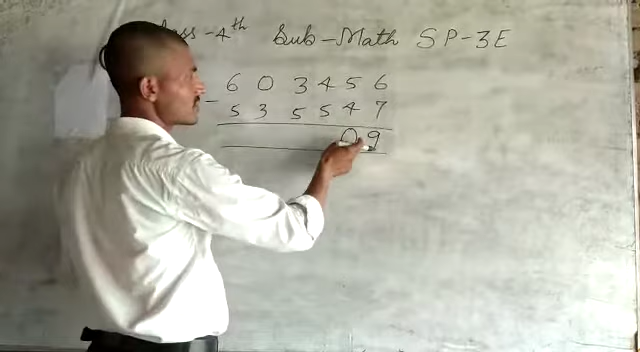 ass - 4th Sub - Math SP - 3E
6 0 3 4 5 6
- 5 3 5 5 4 7
0 9